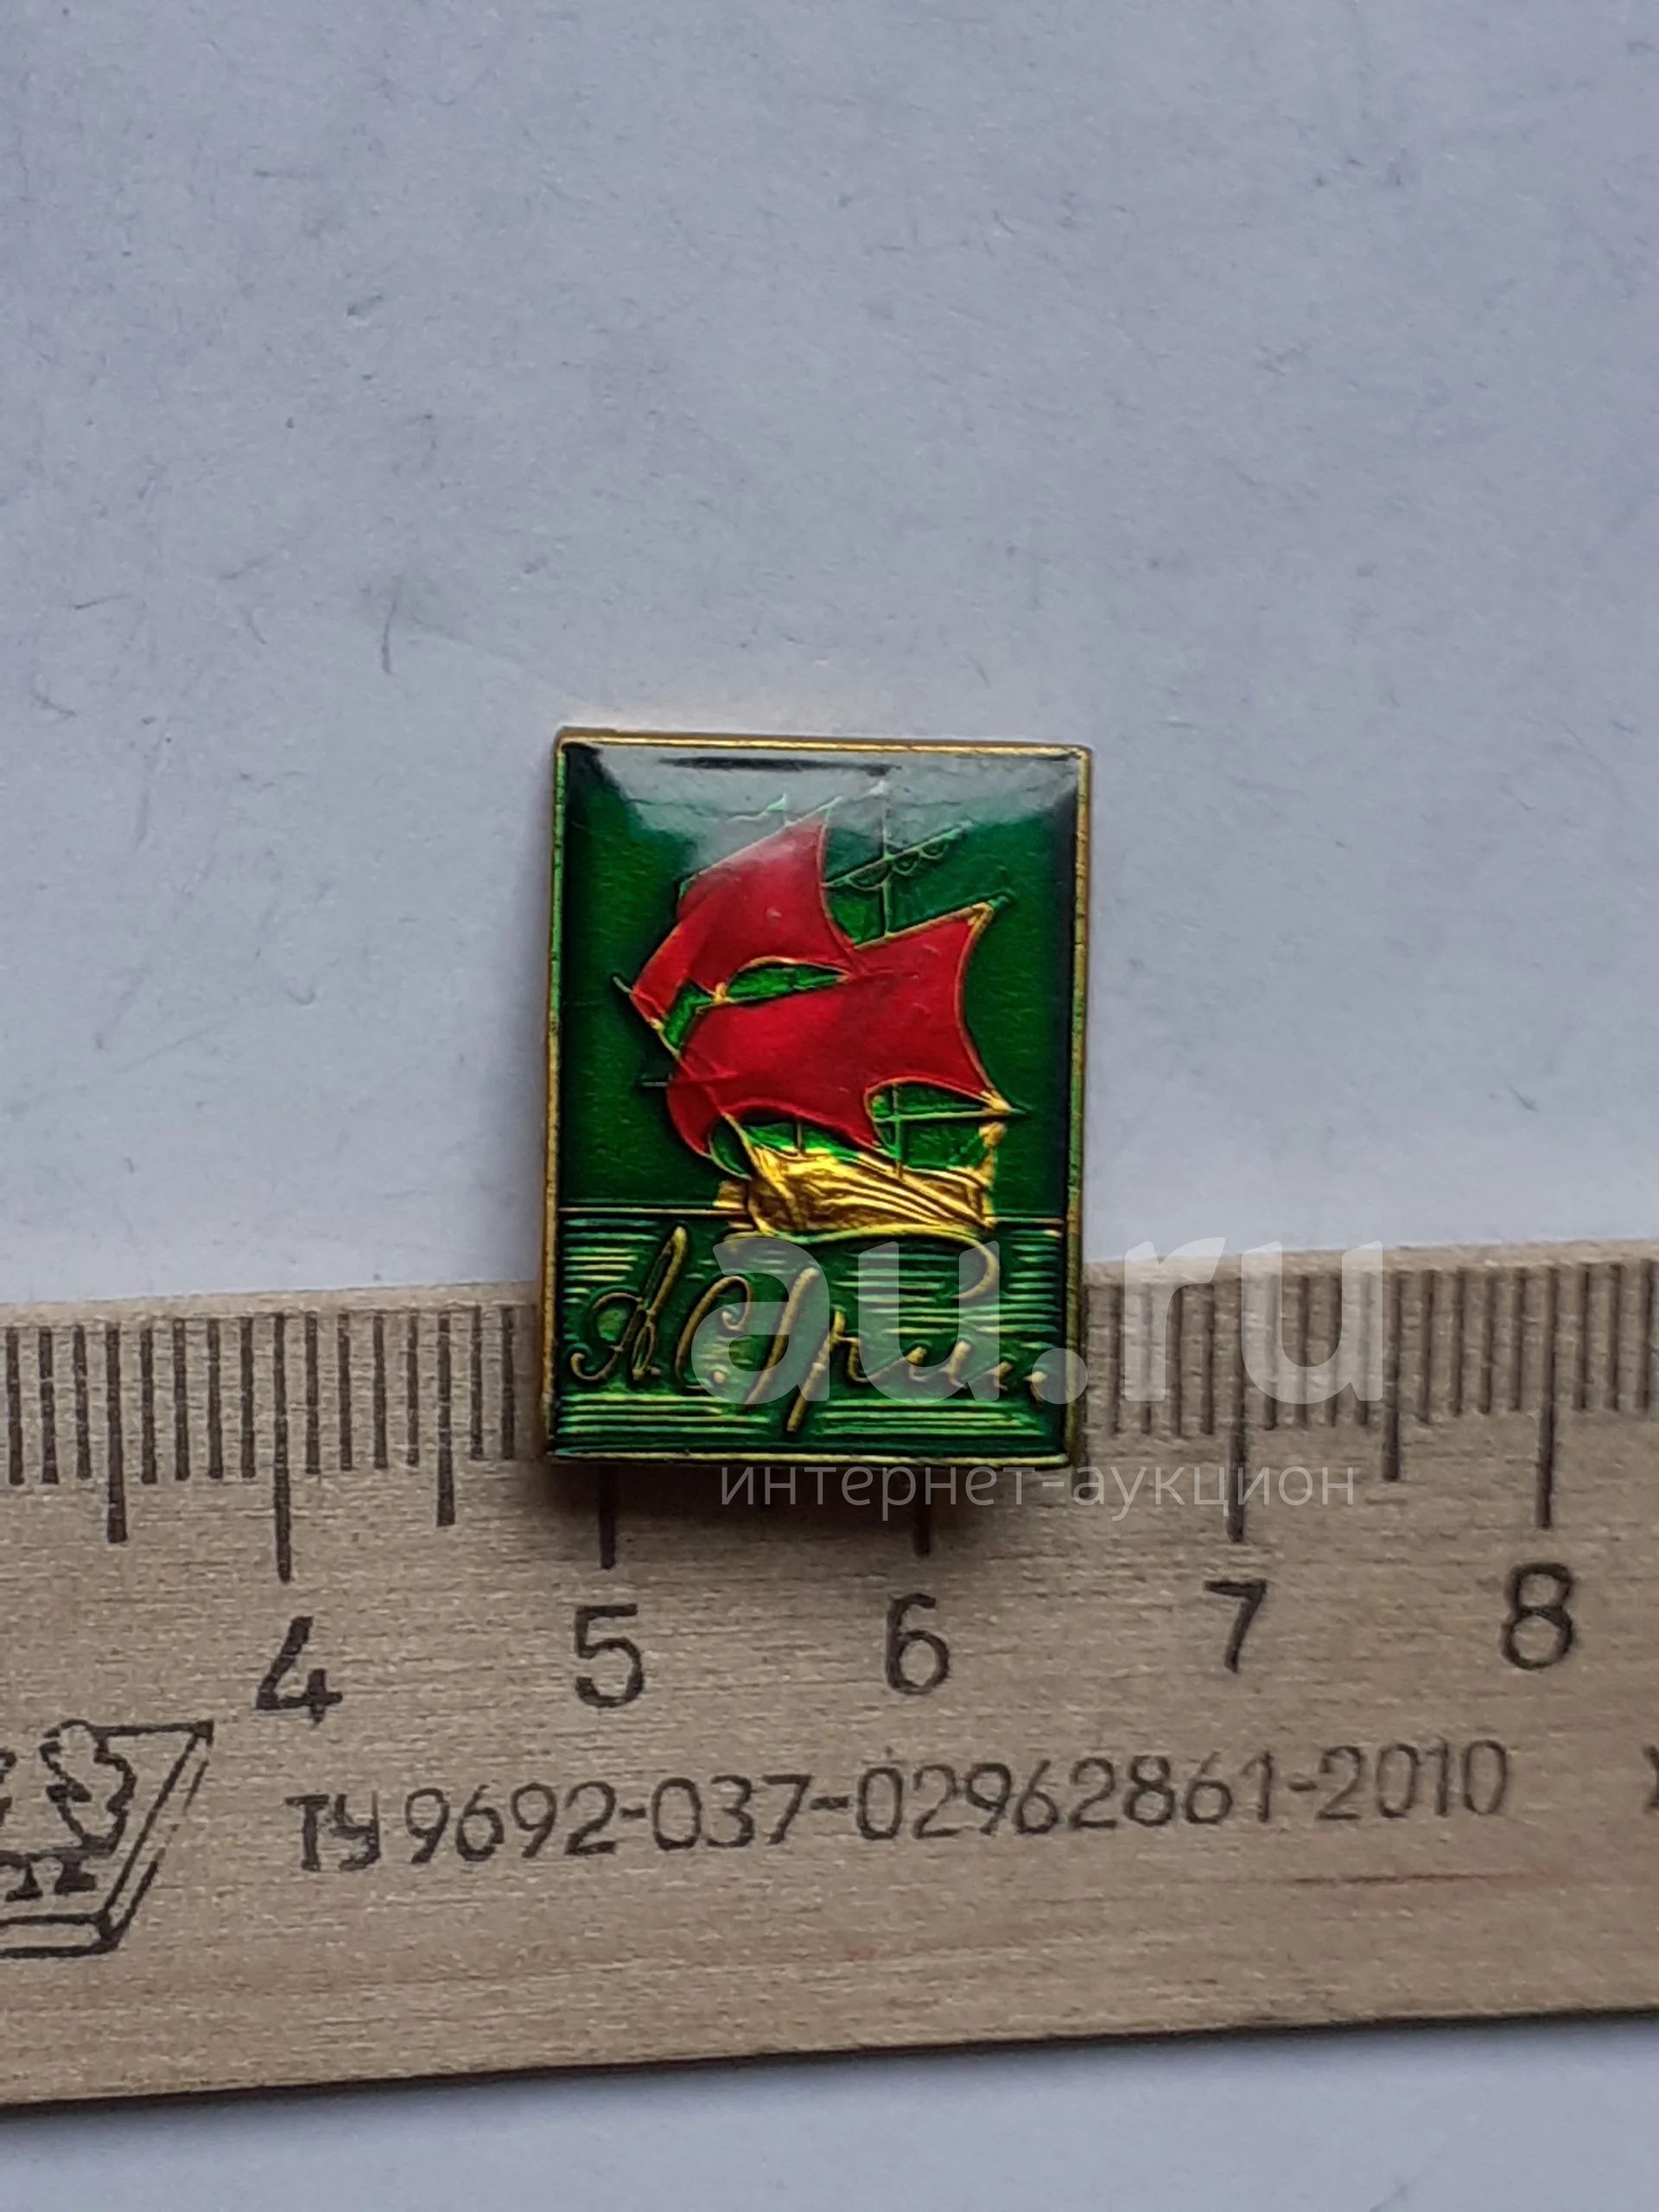 А. С. Грин.
au.ru
интернет-аукцион
4 5 6 7 8
ТУ 9692-037-02962861-2010